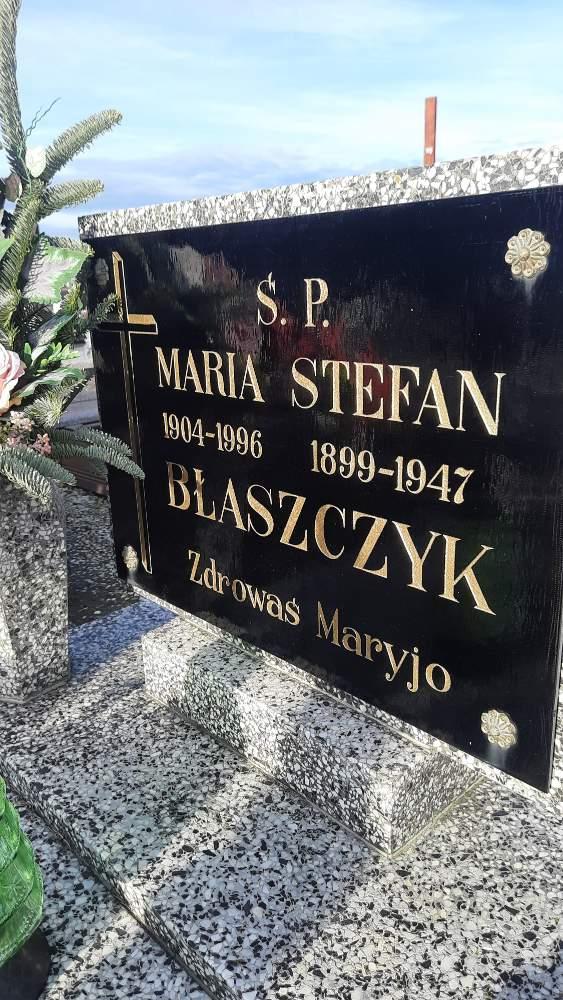 Ś. P.
MARIA STEFAN
1904-1996 1899-1947
BŁASZCZYK
Zdrowaś Maryjo